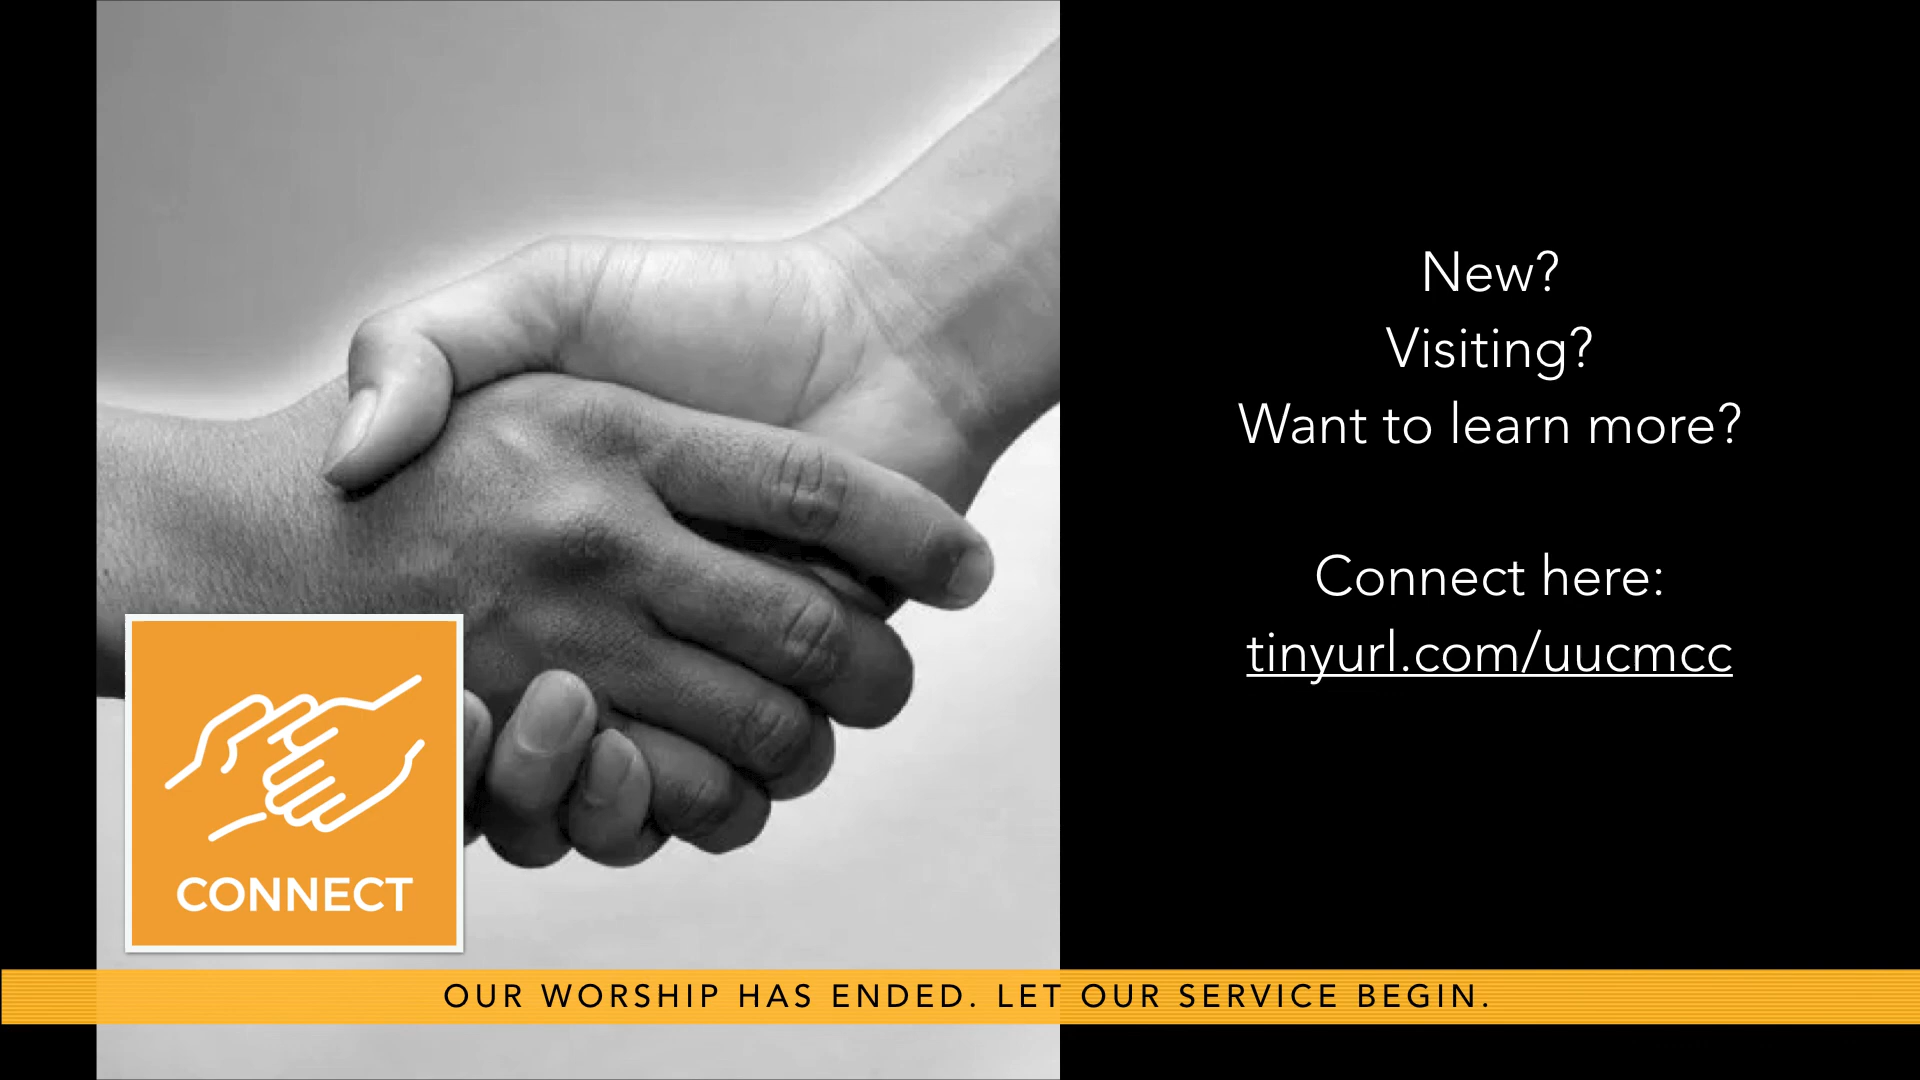 New?
Visiting?
Want to learn more?
Connect here:
tinyurl.com/uucmcc
CONNECT
OUR WORSHIP HAS ENDED. LET OUR SERVICE BEGIN.